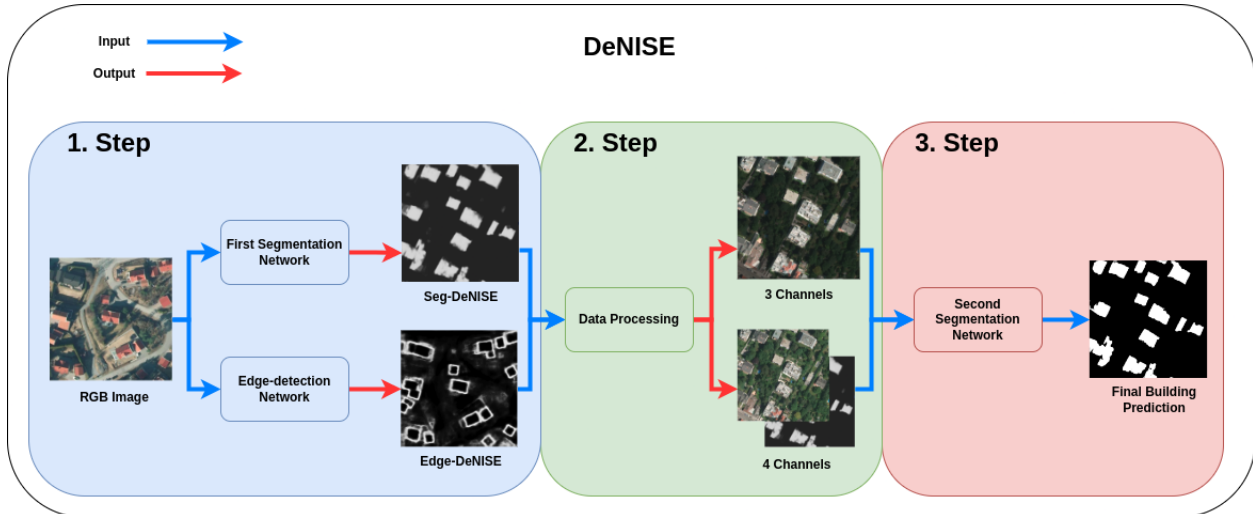 DeNISE
Input
Output
1. Step
2. Step
3. Step
First Segmentation
Network
Seg-DeNISE
RGB Image
Edge-detection
Network
Edge-DeNISE
Data Processing
3 Channels
4 Channels
Second
Segmentation
Network
Final Building
Prediction